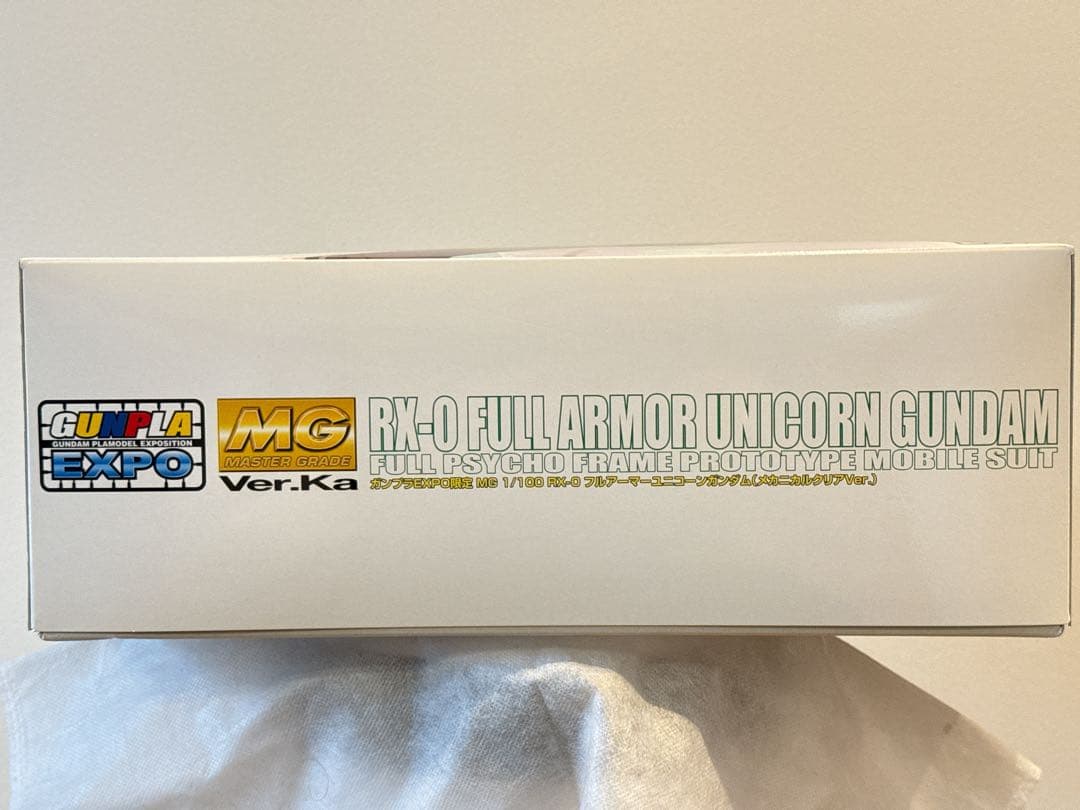 GUNPLA
GUNDAM PLAMODEL EXPOSITION
EXPO
MG
MASTER GRADE
Ver.Ka
RX-0 FULL ARMOR UNICORN GUNDAM
FULL PSYCHO FRAME PROTOTYPE MOBILE SUIT
ガンプラEXPO限定 MG 1/100 RX-0 フルアーマーユニコーンガンダム(メカニカルクリアVer.)